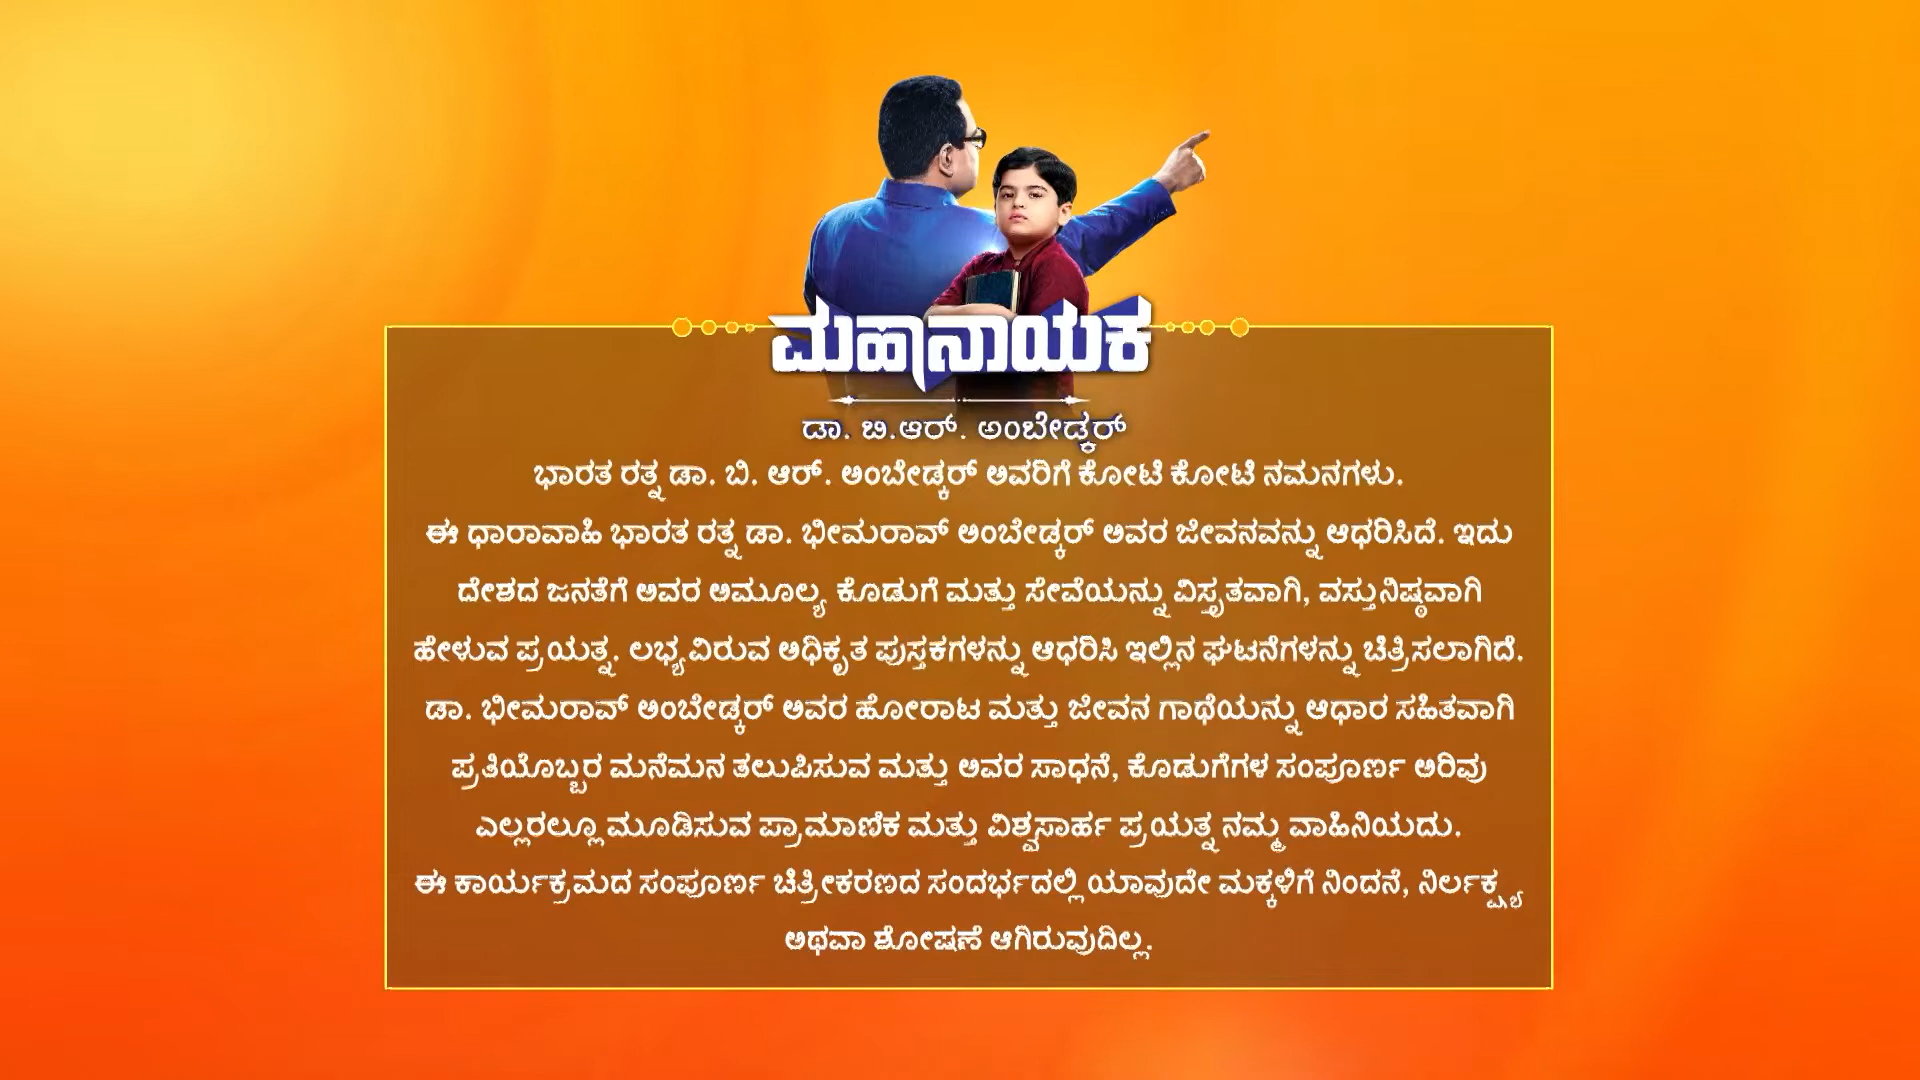 ಮಹಾನಾಯಕ
ಡಾ. ಬಿ.ಆರ್. ಅಂಬೇಡ್ಕರ್
ಭಾರತ ರತ್ನ ಡಾ. ಬಿ. ಆರ್. ಅಂಬೇಡ್ಕರ್ ಅವರಿಗೆ ಕೋಟಿ ಕೋಟಿ ನಮನಗಳು.
ಈ ಧಾರಾವಾಹಿ ಭಾರತ ರತ್ನ ಡಾ. ಭೀಮರಾವ್ ಅಂಬೇಡ್ಕರ್ ಅವರ ಜೀವನವನ್ನು ಆಧರಿಸಿದೆ. ಇದು
ದೇಶದ ಜನತೆಗೆ ಅವರ ಅಮೂಲ್ಯ ಕೊಡುಗೆ ಮತ್ತು ಸೇವೆಯನ್ನು ವಿಸ್ತೃತವಾಗಿ, ವಸ್ತುನಿಷ್ಠವಾಗಿ
ಹೇಳುವ ಪ್ರಯತ್ನ. ಲಭ್ಯವಿರುವ ಅಧಿಕೃತ ಪುಸ್ತಕಗಳನ್ನು ಆಧರಿಸಿ ಇಲ್ಲಿನ ಘಟನೆಗಳನ್ನು ಚಿತ್ರಿಸಲಾಗಿದೆ.
ಡಾ. ಭೀಮರಾವ್ ಅಂಬೇಡ್ಕರ್ ಅವರ ಹೋರಾಟ ಮತ್ತು ಜೀವನ ಗಾಥೆಯನ್ನು ಆಧಾರ ಸಹಿತವಾಗಿ
ಪ್ರತಿಯೊಬ್ಬರ ಮನೆಮನ ತಲುಪಿಸುವ ಮತ್ತು ಅವರ ಸಾಧನೆ, ಕೊಡುಗೆಗಳ ಸಂಪೂರ್ಣ ಅರಿವು
ಎಲ್ಲರಲ್ಲೂ ಮೂಡಿಸುವ ಪ್ರಾಮಾಣಿಕ ಮತ್ತು ವಿಶ್ವಸಾರ್ಹ ಪ್ರಯತ್ನ ನಮ್ಮ ವಾಹಿನಿಯದು.
ಈ ಕಾರ್ಯಕ್ರಮದ ಸಂಪೂರ್ಣ ಚಿತ್ರೀಕರಣದ ಸಂದರ್ಭದಲ್ಲಿ ಯಾವುದೇ ಮಕ್ಕಳಿಗೆ ನಿಂದನೆ, ನಿರ್ಲಕ್ಷ್ಯ
ಅಥವಾ ಶೋಷಣೆ ಆಗಿರುವುದಿಲ್ಲ.